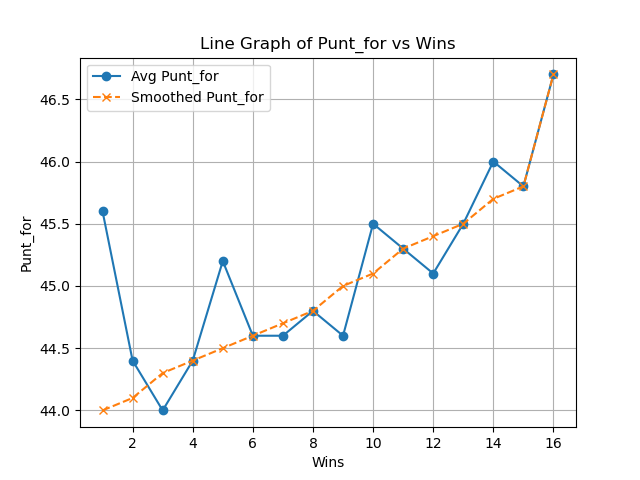 Line Graph of Punt_for vs Wins
Avg Punt_for
Smoothed Punt_for
46.5
46.0
45.5
45.0
44.5
44.0
Punt_for
2 4 6 8 10 12 14 16
Wins